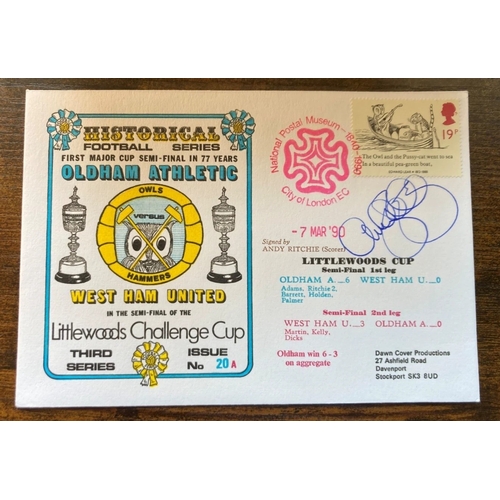 HISTORICAL
FOOTBALL SERIES
FIRST MAJOR CUP SEMI-FINAL IN 77 YEARS
OLDHAM ATHLETIC
OWLS
versus
HAMMERS
WEST HAM UNITED
IN THE SEMI-FINAL OF THE
Littlewoods Challenge Cup
THIRD SERIES
ISSUE No 20A
National Postal Museum - 1840-1990
City of London EC
-7 MAR '90
19P
The Owl and the Pussy-cat went to sea
in a beautiful pea-green boat.
Signed by
ANDY RITCHIE (Scorer)
LITTLEWOODS CUP
Semi-Final 1st leg
OLDHAM A...6 WEST HAM U...0
Adams, Ritchie 2,
Barrett, Holden,
Palmer
Semi-Final 2nd leg
WEST HAM U...3 OLDHAM A...0
Martin, Kelly,
Dicks
Oldham win 6 - 3
on aggregate
Dawn Cover Productions
27 Ashfield Road
Davenport
Stockport SK3 8UD